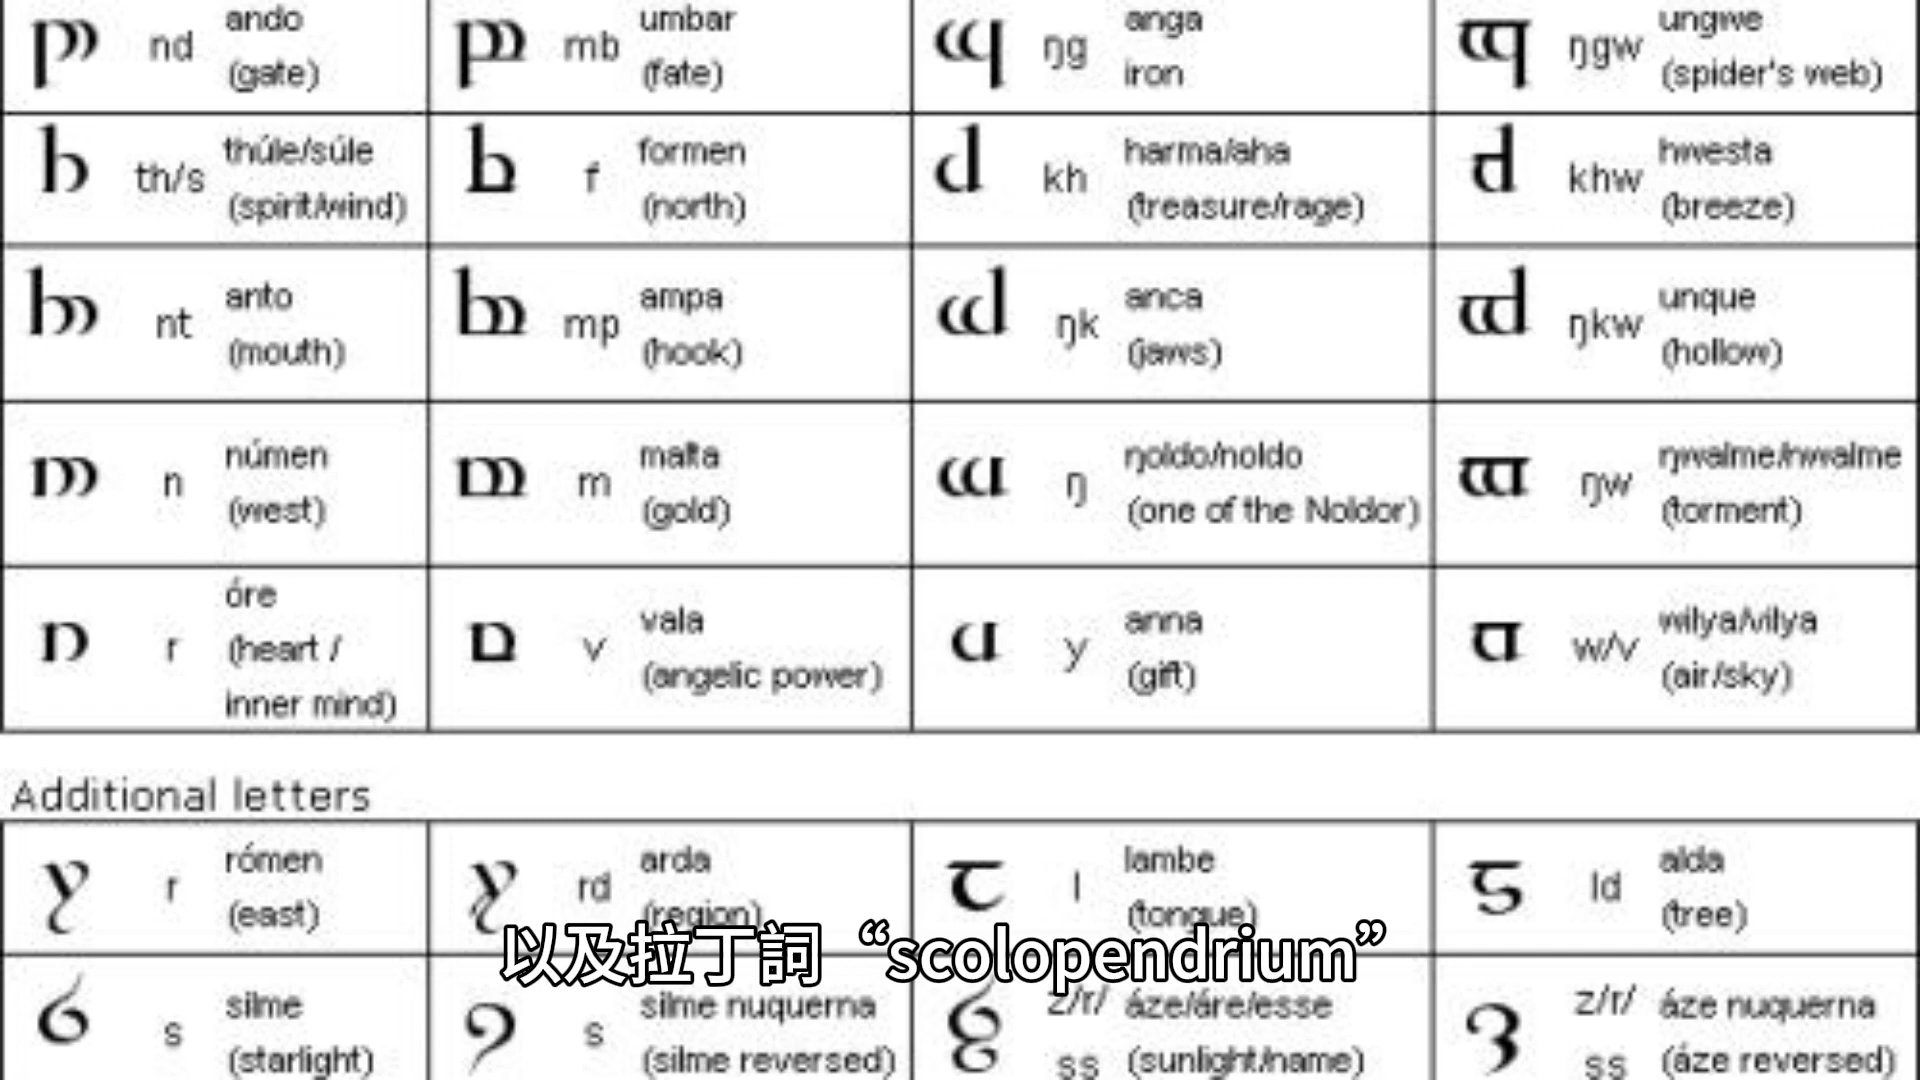 nd ando (gate) mb umbar (fate) ŋg anga iron ŋgw ungwe (spider's web)
th/s thúle/súle (spirit/wind) f formen (north) kh harma/aha (treasure/rage) khw hwesta (breeze)
nt anto (mouth) mp ampa (hook) ŋk anca (jaws) ŋkw unque (hollow)
n númen (west) m malta (gold) ŋ ŋoldo/noldo (one of the Noldor) ŋw ŋwalme/nwalme (torment)
r óre (heart / inner mind) v vala (angelic power) y anna (gift) w/v wilya/vilya (air/sky)
Additional letters
r rómen (east) rd arda (region) l lambe (tongue) ld alda (tree)
以及拉丁詞“scolopendrium”
s silme (starlight) s silme nuquerna (silme reversed) z/r/ss áze/áre/esse (sunlight/name) z/r/ss áze nuquerna (áze reversed)